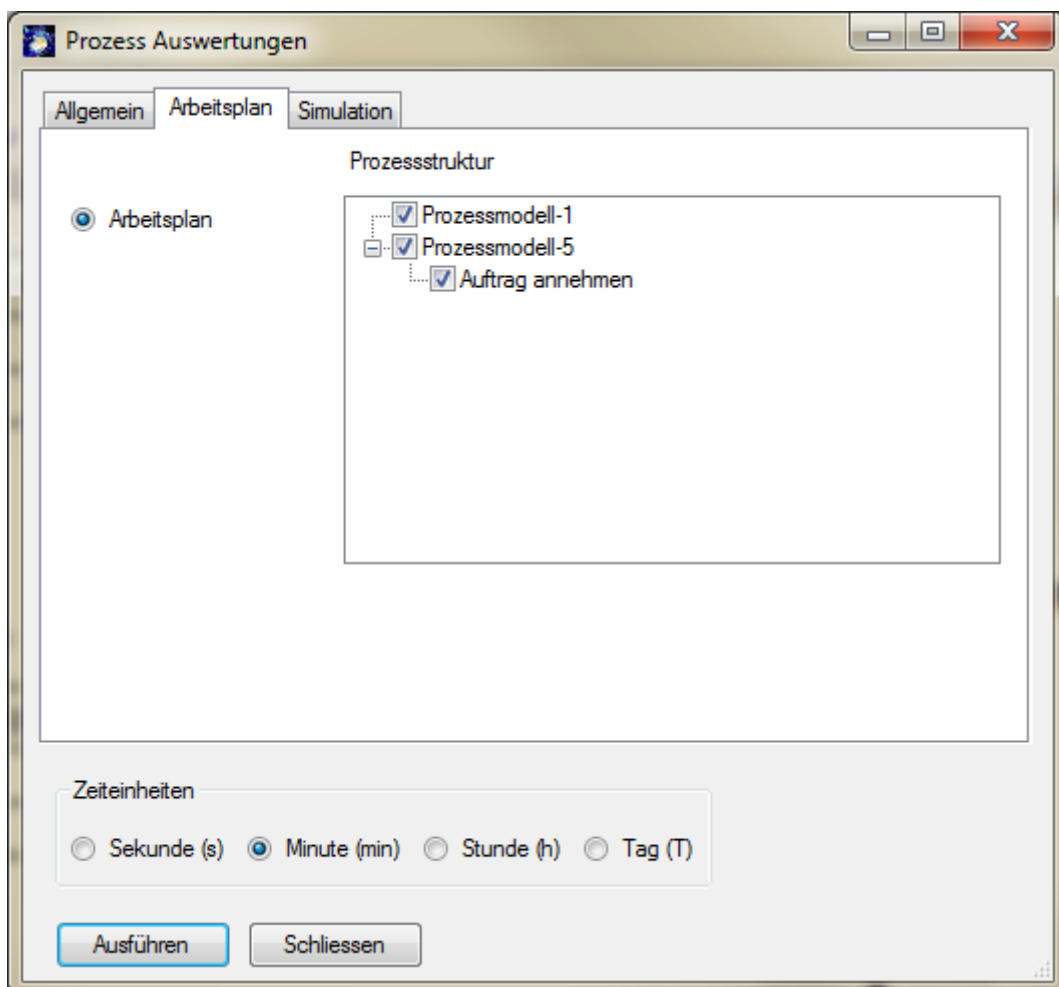 Prozess Auswertungen
Allgemein Arbeitsplan Simulation
Prozessstruktur
Arbeitsplan
Prozessmodell-1
Prozessmodell-5
Auftrag annehmen
Zeiteinheiten
Sekunde (s) Minute (min) Stunde (h) Tag (T)
Ausführen Schliessen